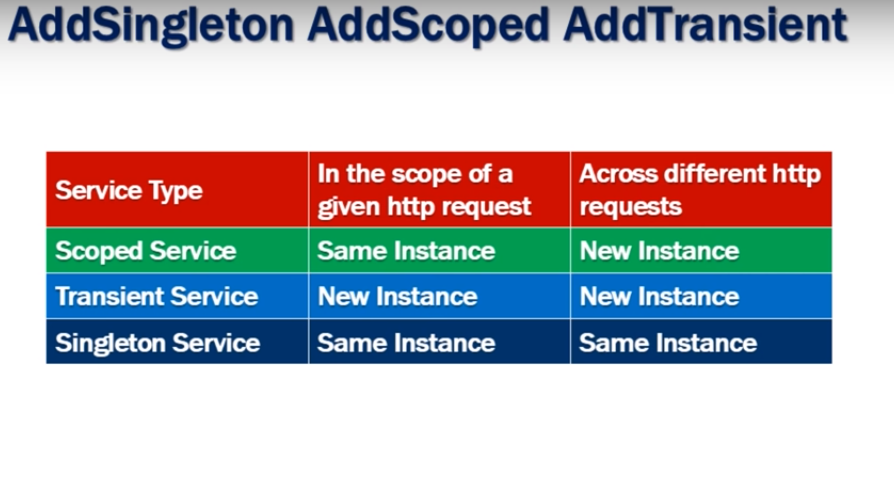 AddSingleton AddScoped AddTransient
Service Type
In the scope of a
given http request
Across different http
requests
Scoped Service
Same Instance
New Instance
Transient Service
New Instance
New Instance
Singleton Service
Same Instance
Same Instance